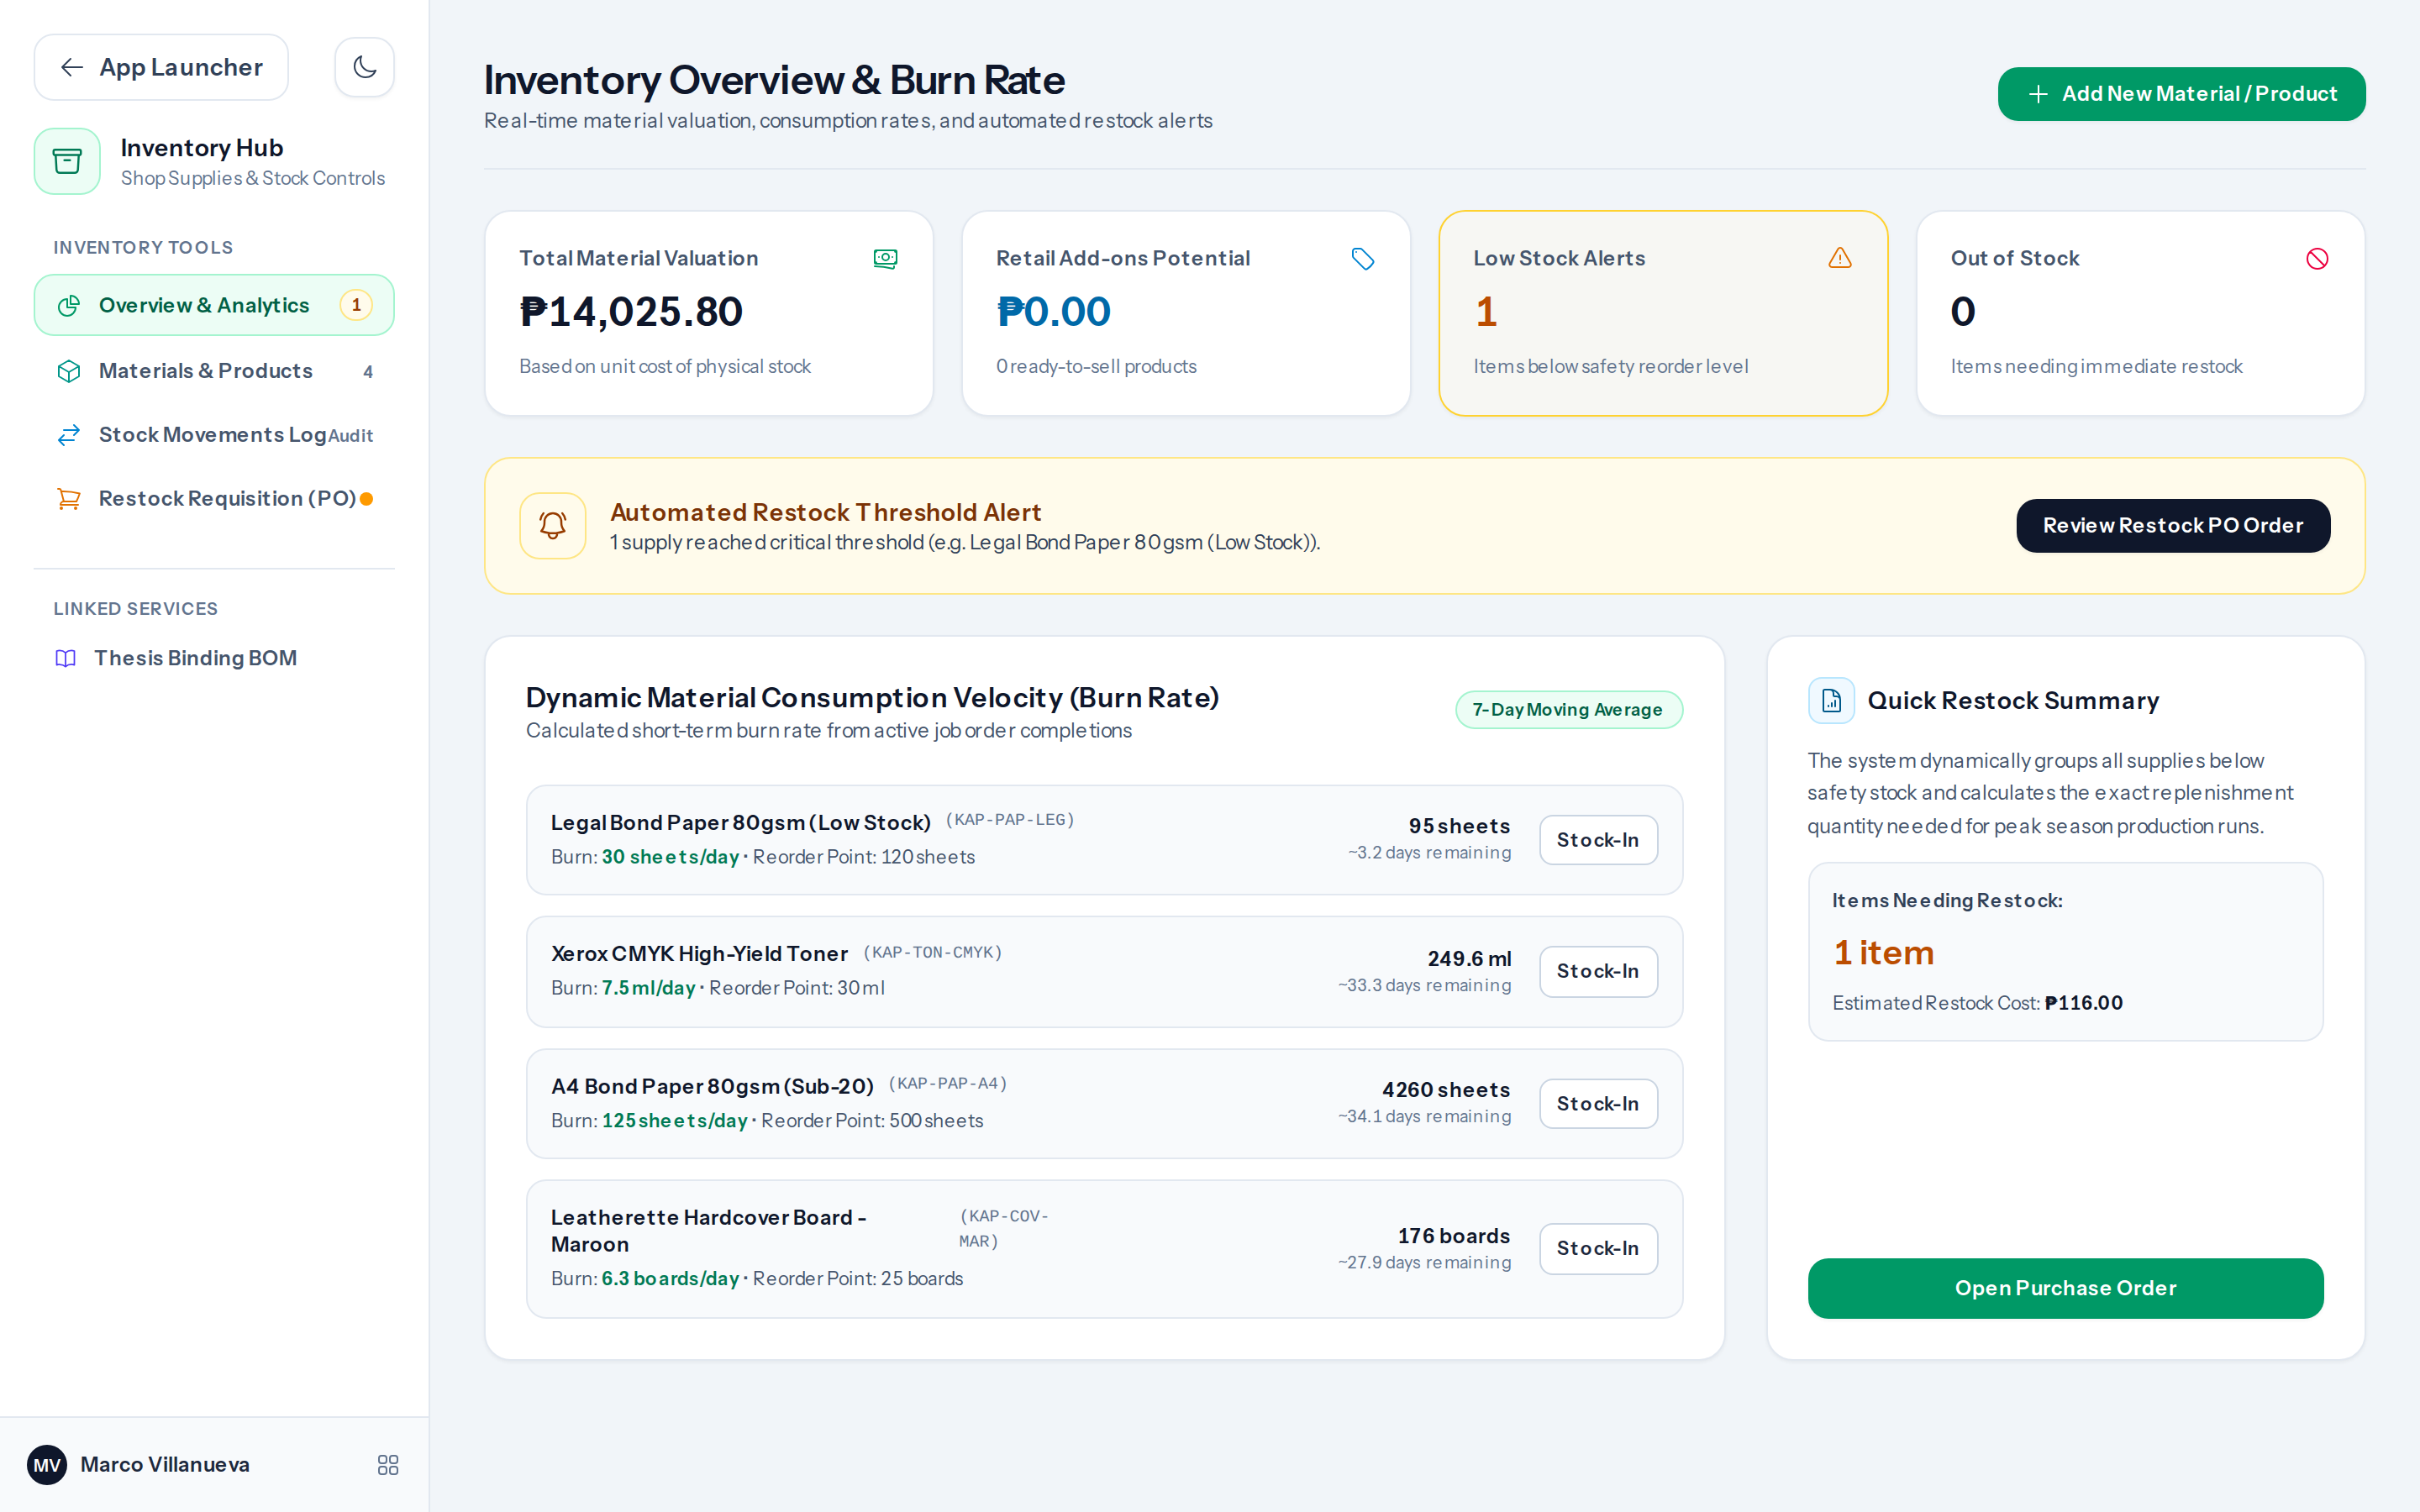 App Launcher
Inventory Hub
Shop Supplies & Stock Controls
INVENTORY TOOLS
Overview & Analytics 1
Materials & Products 4
Stock Movements Log Audit
Restock Requisition (PO)
LINKED SERVICES
Thesis Binding BOM
MV Marco Villanueva
Inventory Overview & Burn Rate
Real-time material valuation, consumption rates, and automated restock alerts
Add New Material / Product
Total Material Valuation
₱14,025.80
Based on unit cost of physical stock
Retail Add-ons Potential
₱0.00
0 ready-to-sell products
Low Stock Alerts
1
Items below safety reorder level
Out of Stock
0
Items needing immediate restock
Automated Restock Threshold Alert
1 supply reached critical threshold (e.g. Legal Bond Paper 80gsm (Low Stock)).
Review Restock PO Order
Dynamic Material Consumption Velocity (Burn Rate)
Calculated short-term burn rate from active job order completions
7-Day Moving Average
Legal Bond Paper 80gsm (Low Stock) (KAP-PAP-LEG)
Burn: 30 sheets/day · Reorder Point: 120 sheets
95 sheets
~3.2 days remaining
Stock-In
Xerox CMYK High-Yield Toner (KAP-TON-CMYK)
Burn: 7.5 ml/day · Reorder Point: 30 ml
249.6 ml
~33.3 days remaining
Stock-In
A4 Bond Paper 80gsm (Sub-20) (KAP-PAP-A4)
Burn: 125 sheets/day · Reorder Point: 500 sheets
4260 sheets
~34.1 days remaining
Stock-In
Leatherette Hardcover Board - (KAP-COV-
Maroon MAR)
Burn: 6.3 boards/day · Reorder Point: 25 boards
176 boards
~27.9 days remaining
Stock-In
Quick Restock Summary
The system dynamically groups all supplies below
safety stock and calculates the exact replenishment
quantity needed for peak season production runs.
Items Needing Restock:
1 item
Estimated Restock Cost: ₱116.00
Open Purchase Order